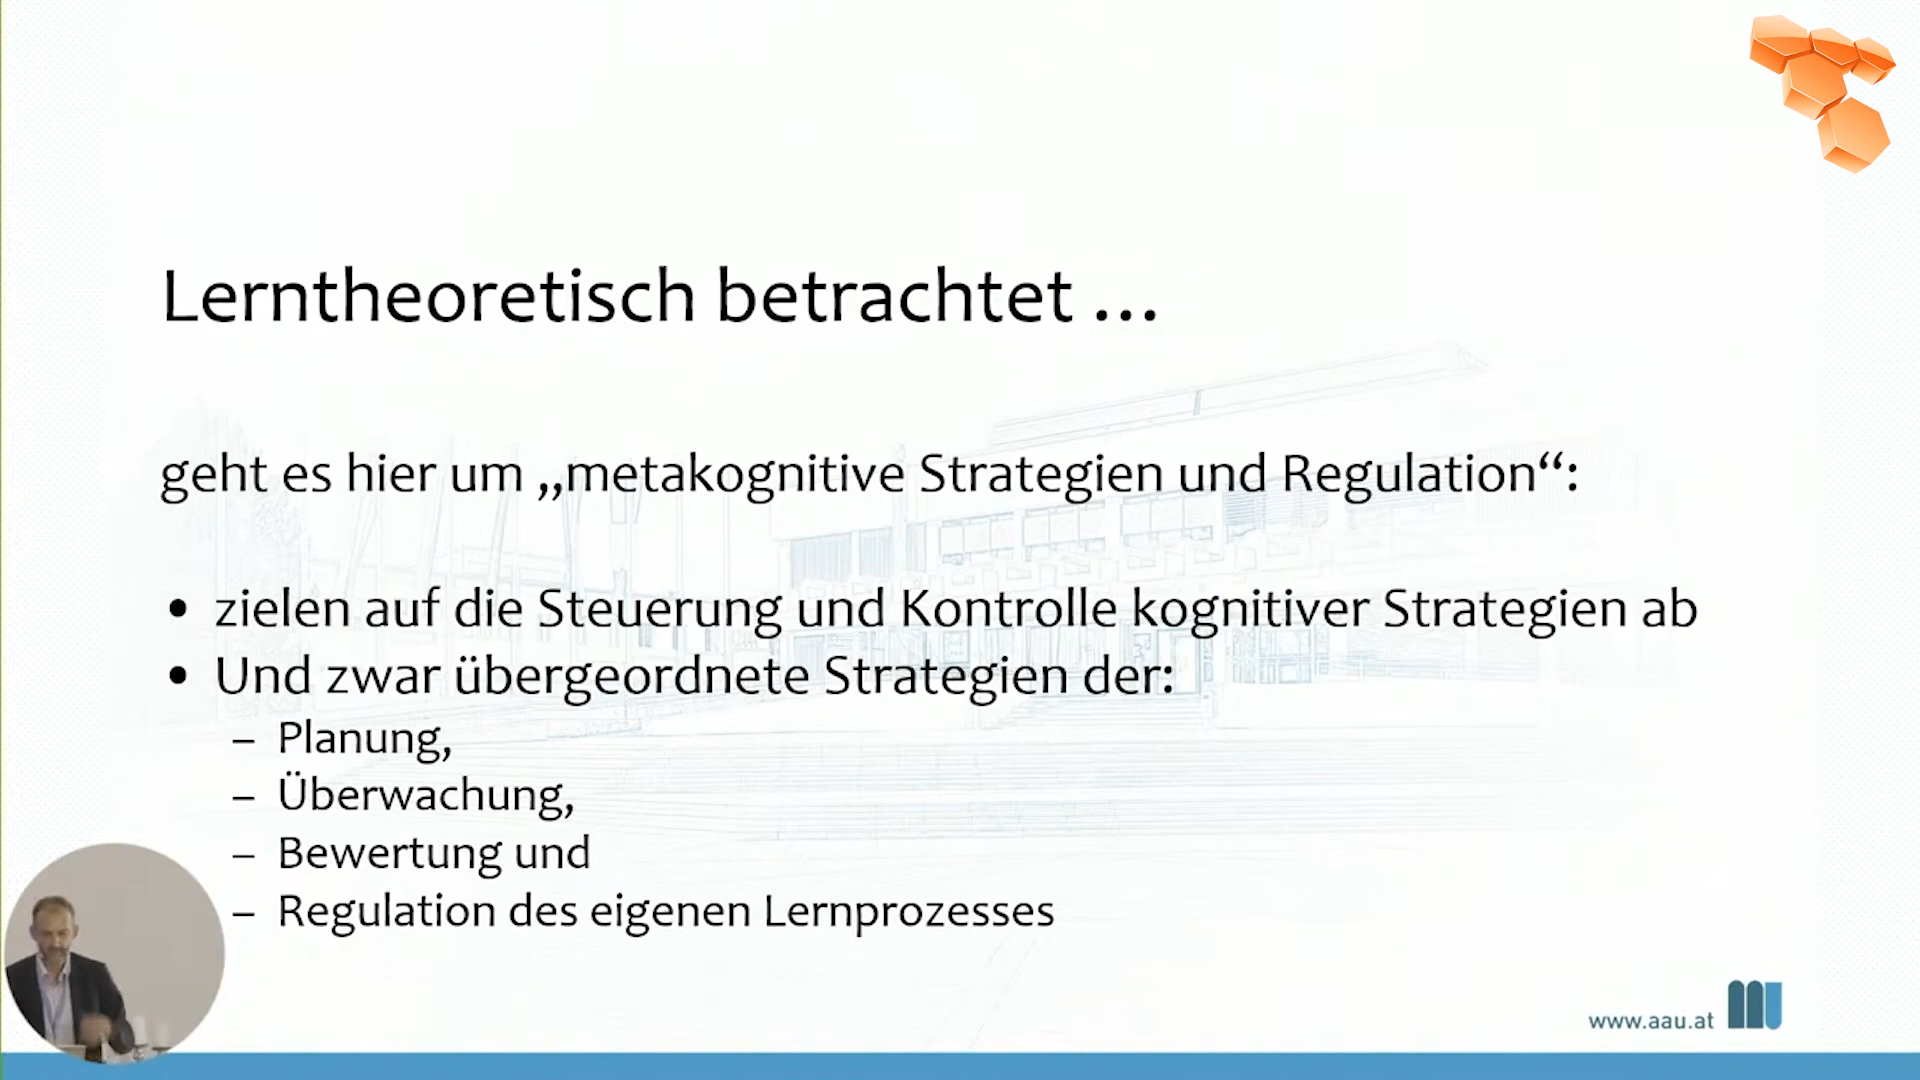 Lerntheoretisch betrachtet ...
geht es hier um „metakognitive Strategien und Regulation“:
• zielen auf die Steuerung und Kontrolle kognitiver Strategien ab
• Und zwar übergeordnete Strategien der:
– Planung,
– Überwachung,
– Bewertung und
– Regulation des eigenen Lernprozesses
www.aau.at